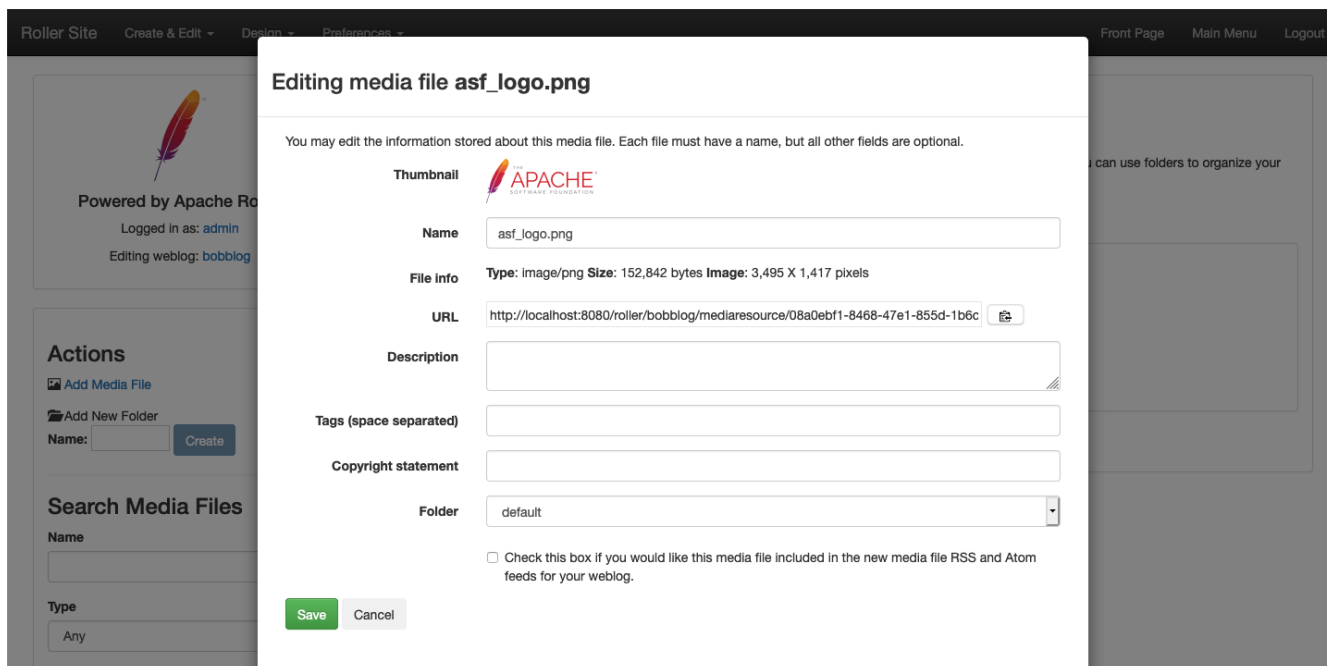 Roller Site Create & Edit Design Preferences Front Page Main Menu Logout
Editing media file asf_logo.png
You may edit the information stored about this media file. Each file must have a name, but all other fields are optional.
can use folders to organize your
Thumbnail
THE
APACHE
SOFTWARE FOUNDATION
Powered by Apache Ro
Logged in as: admin
Editing weblog: bobblog
Name asf_logo.png
File info Type: image/png Size: 152,842 bytes Image: 3,495 X 1,417 pixels
URL http://localhost:8080/roller/bobblog/mediaresource/08a0ebf1-8468-47e1-855d-1b6c
Description
Actions
Add Media File
Add New Folder
Name: Create
Tags (space separated)
Copyright statement
Folder default
Search Media Files
Name
Check this box if you would like this media file included in the new media file RSS and Atom
feeds for your weblog.
Type
Any
Save Cancel